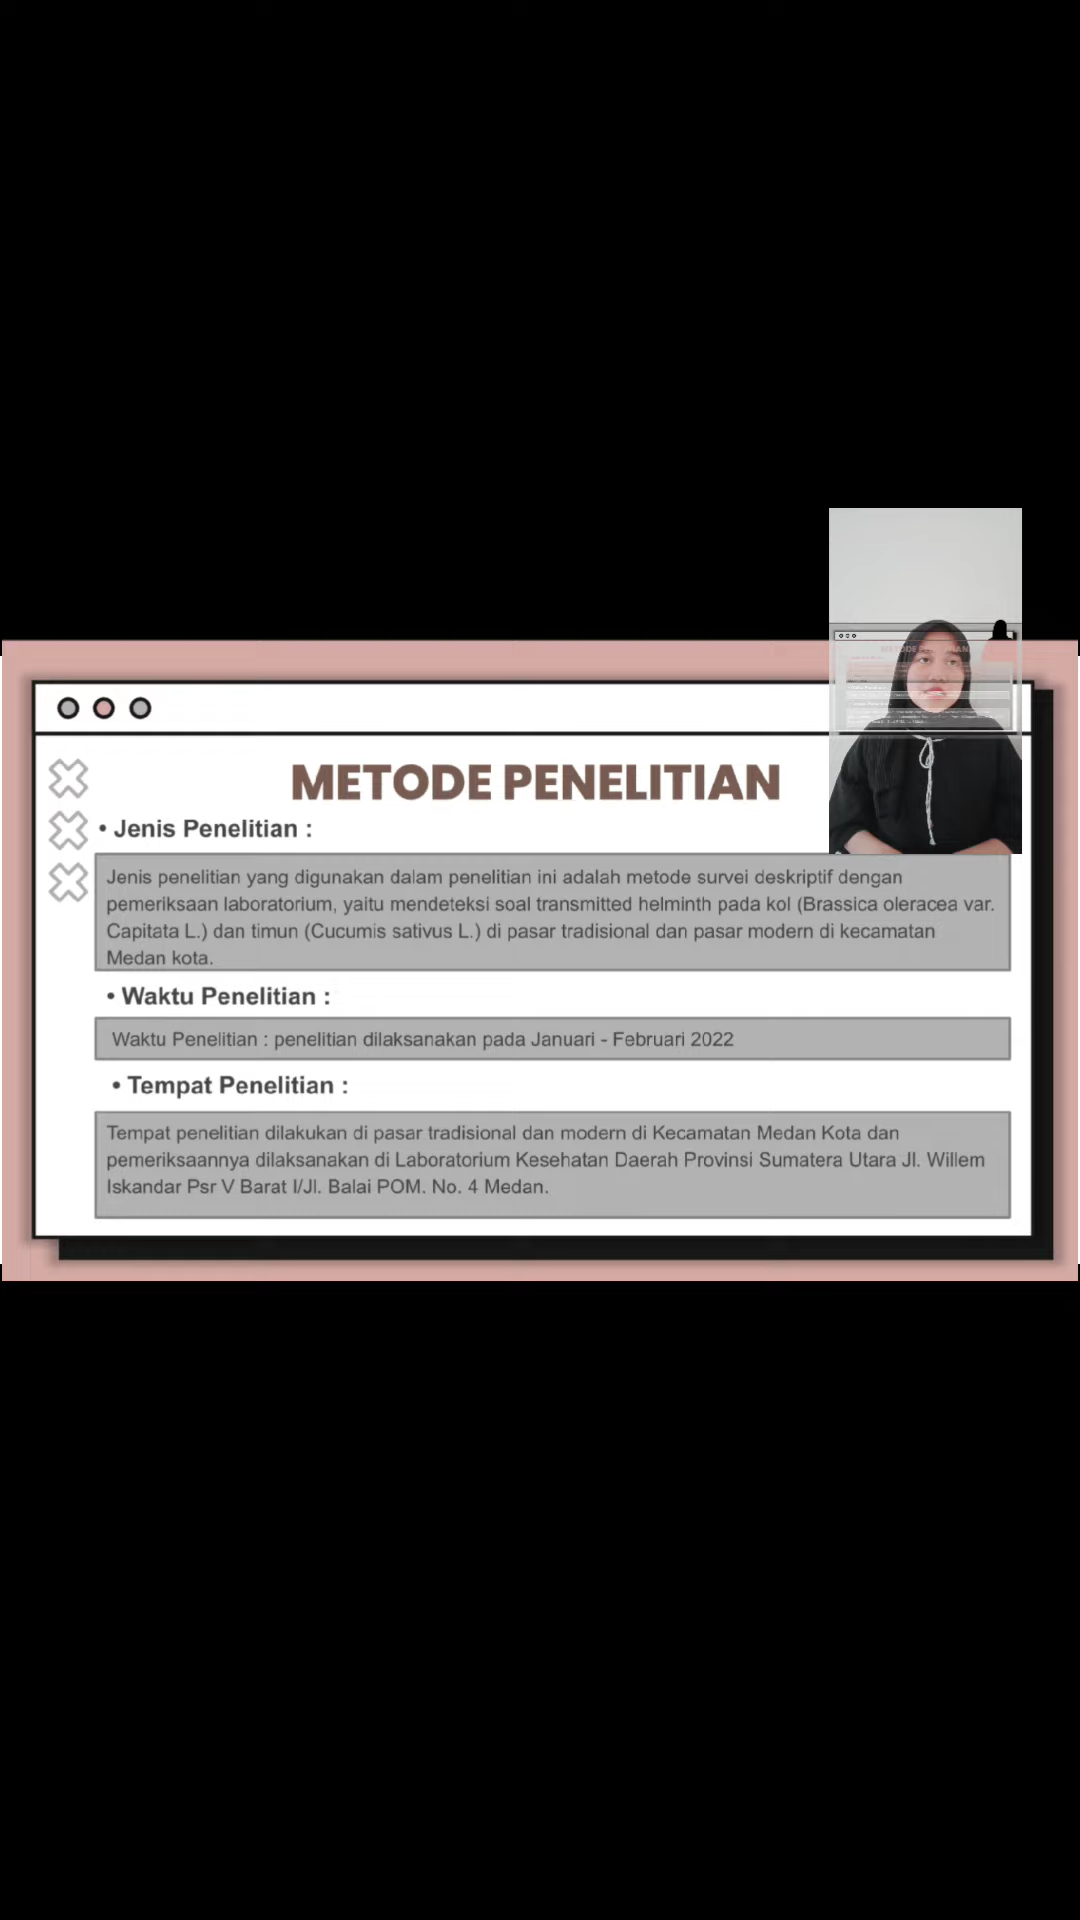 METODE PENELITIAN
• Jenis Penelitian :
Jenis penelitian yang digunakan dalam penelitian ini adalah metode survei deskriptif dengan
pemeriksaan laboratorium, yaitu mendeteksi soal transmitted helminth pada kol (Brassica oleracea var.
Capitata L.) dan timun (Cucumis sativus L.) di pasar tradisional dan pasar modern di kecamatan
Medan kota.
• Waktu Penelitian :
Waktu Penelitian : penelitian dilaksanakan pada Januari - Februari 2022
• Tempat Penelitian :
Tempat penelitian dilakukan di pasar tradisional dan modern di Kecamatan Medan Kota dan
pemeriksaannya dilaksanakan di Laboratorium Kesehatan Daerah Provinsi Sumatera Utara Jl. Willem
Iskandar Psr V Barat I/Jl. Balai POM. No. 4 Medan.